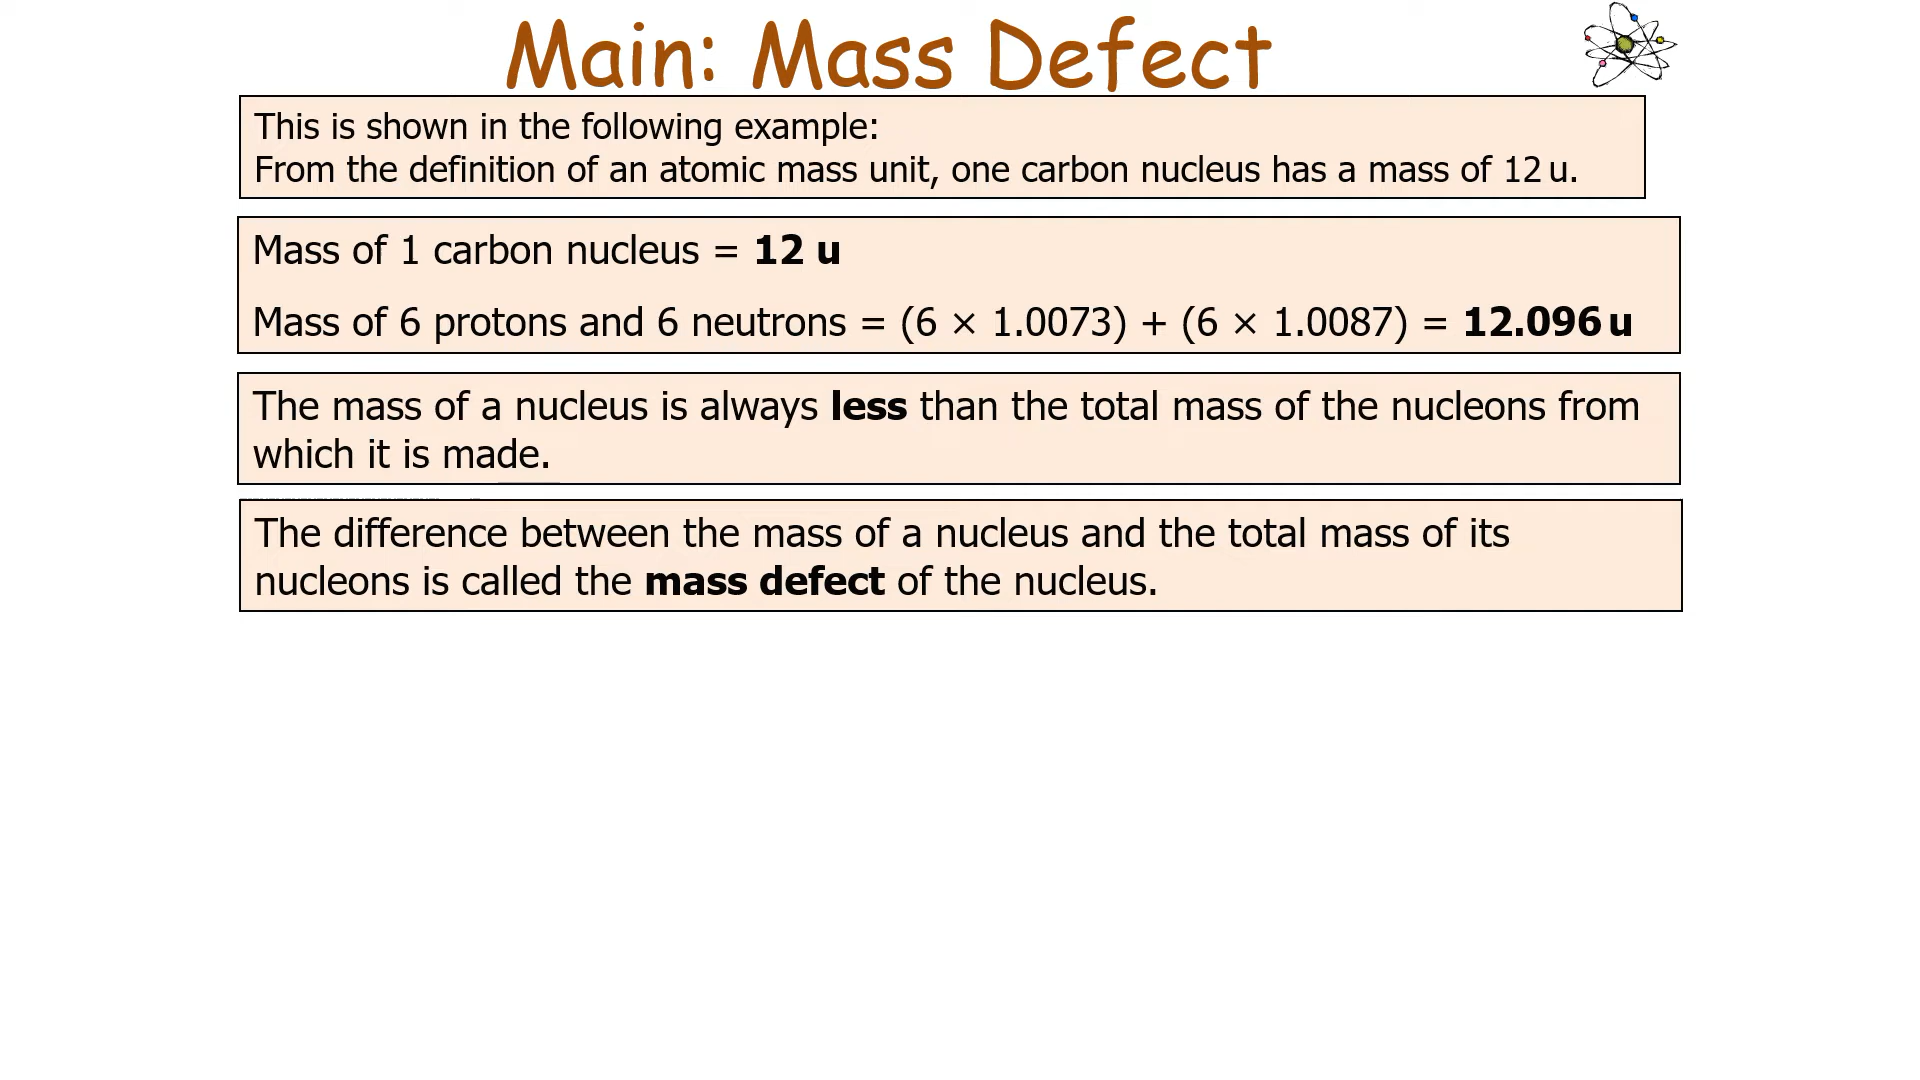 Main: Mass Defect
This is shown in the following example:
From the definition of an atomic mass unit, one carbon nucleus has a mass of 12 u.
Mass of 1 carbon nucleus = 12 u
Mass of 6 protons and 6 neutrons = (6 × 1.0073) + (6 × 1.0087) = 12.096 u
The mass of a nucleus is always less than the total mass of the nucleons from
which it is made.
The difference between the mass of a nucleus and the total mass of its
nucleons is called the mass defect of the nucleus.